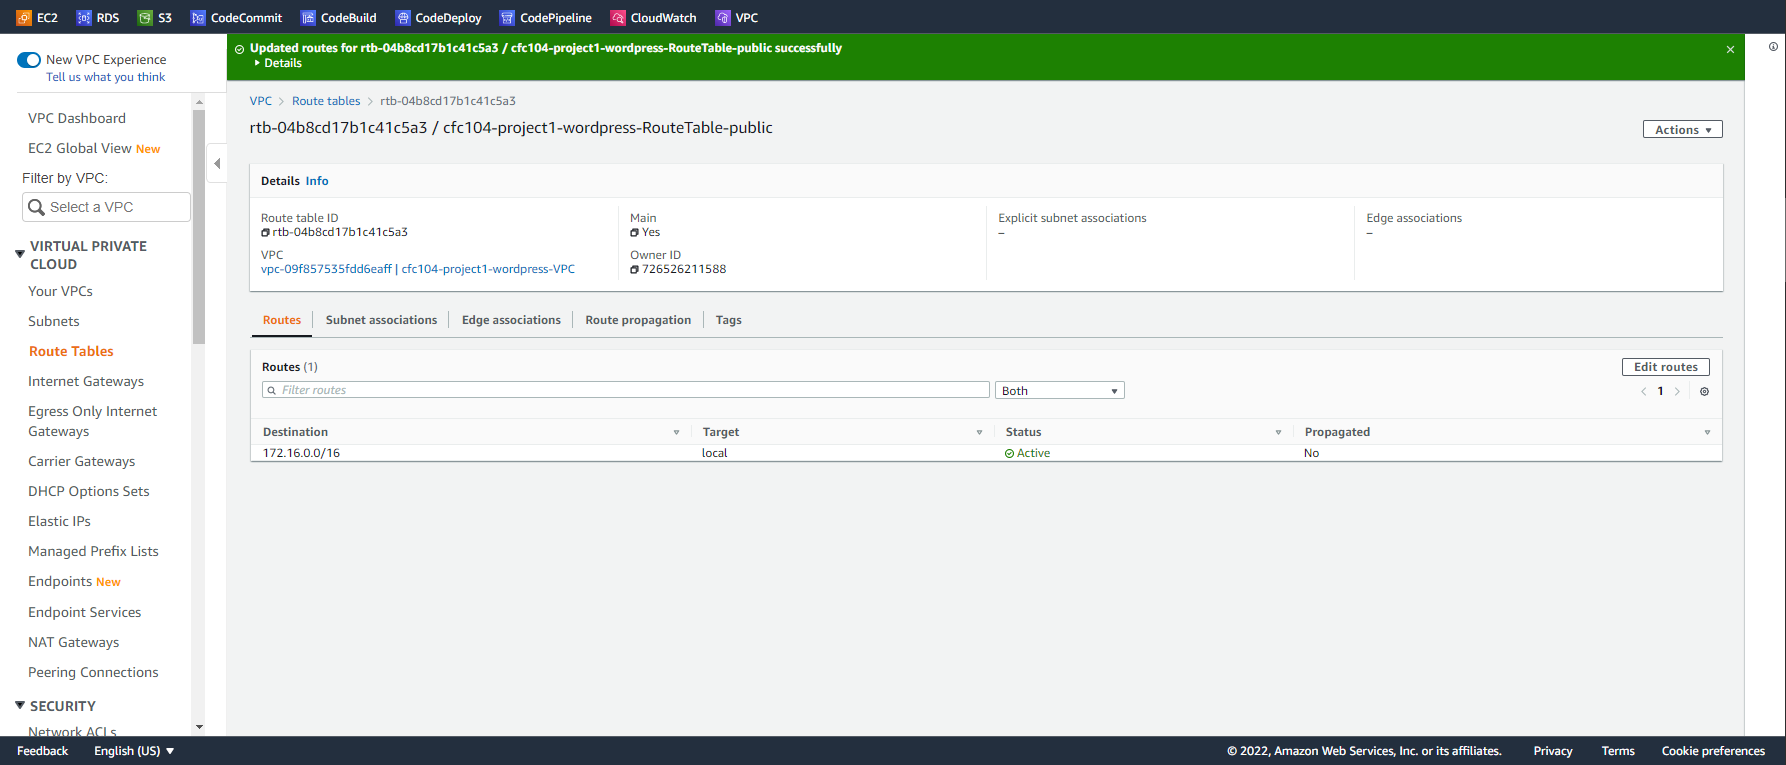 EC2 RDS S3 CodeCommit CodeBuild CodeDeploy CodePipeline CloudWatch VPC
New VPC Experience
Tell us what you think
VPC Dashboard
EC2 Global View New
Filter by VPC:
Select a VPC
VIRTUAL PRIVATE
CLOUD
Your VPCs
Subnets
Route Tables
Internet Gateways
Egress Only Internet
Gateways
Carrier Gateways
DHCP Options Sets
Elastic IPs
Managed Prefix Lists
Endpoints New
Endpoint Services
NAT Gateways
Peering Connections
SECURITY
Network ACLs
Updated routes for rtb-04b8cd17b1c41c5a3 / cfc104-project1-wordpress-RouteTable-public successfully
Details
VPC > Route tables > rtb-04b8cd17b1c41c5a3
rtb-04b8cd17b1c41c5a3 / cfc104-project1-wordpress-RouteTable-public
Actions
Details Info
Route table ID
rtb-04b8cd17b1c41c5a3
Main
Yes
Explicit subnet associations
–
Edge associations
–
VPC
vpc-09f857535fdd6eaff | cfc104-project1-wordpress-VPC
Owner ID
726526211588
Routes Subnet associations Edge associations Route propagation Tags
Routes (1)
Edit routes
Filter routes
Both
1
Destination Target Status Propagated
172.16.0.0/16 local Active No
Feedback English (US) © 2022, Amazon Web Services, Inc. or its affiliates. Privacy Terms Cookie preferences